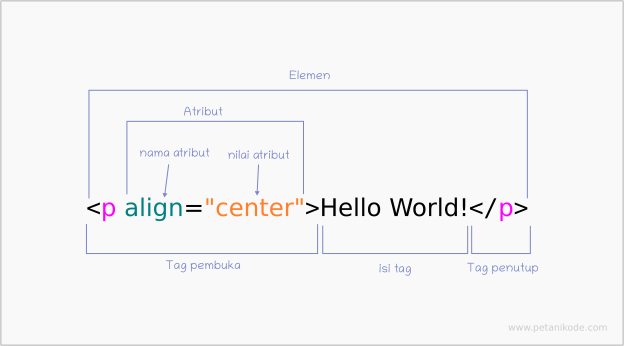 Elemen
Atribut
nama atribut nilai atribut
<p align="center">Hello World!</p>
Tag pembuka isi tag Tag penutup
www.petanikode.com